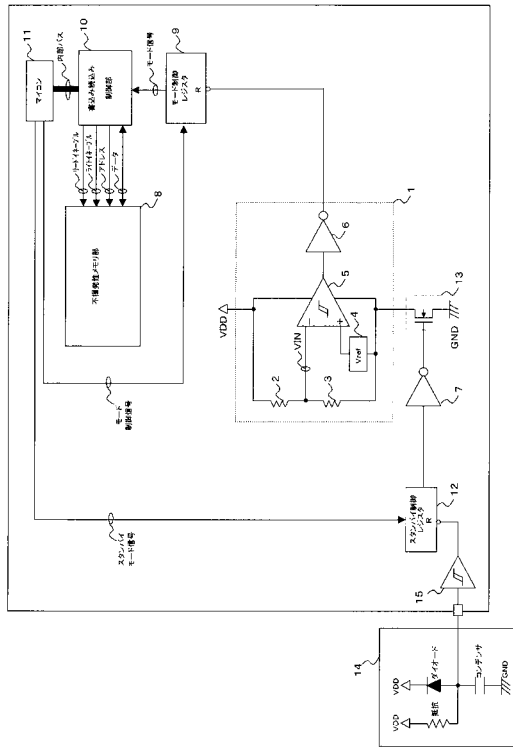 11
マイコン
内部バス
10
書込み読込み
制御部
モード信号
9
モード制御
レジスタ
R
リードイネーブル
ライトイネーブル
アドレス
データ
8
不揮発性メモリ部
モード
制御信号
スタンバイ
モード信号
1
VDD
VIN
2
3
4
Vref
-
+
5
6
13
GND
7
12
スタンバイ制御
レジスタ
R
15
14
VDD
VDD
ダイオード
抵抗
コンデンサ
GND